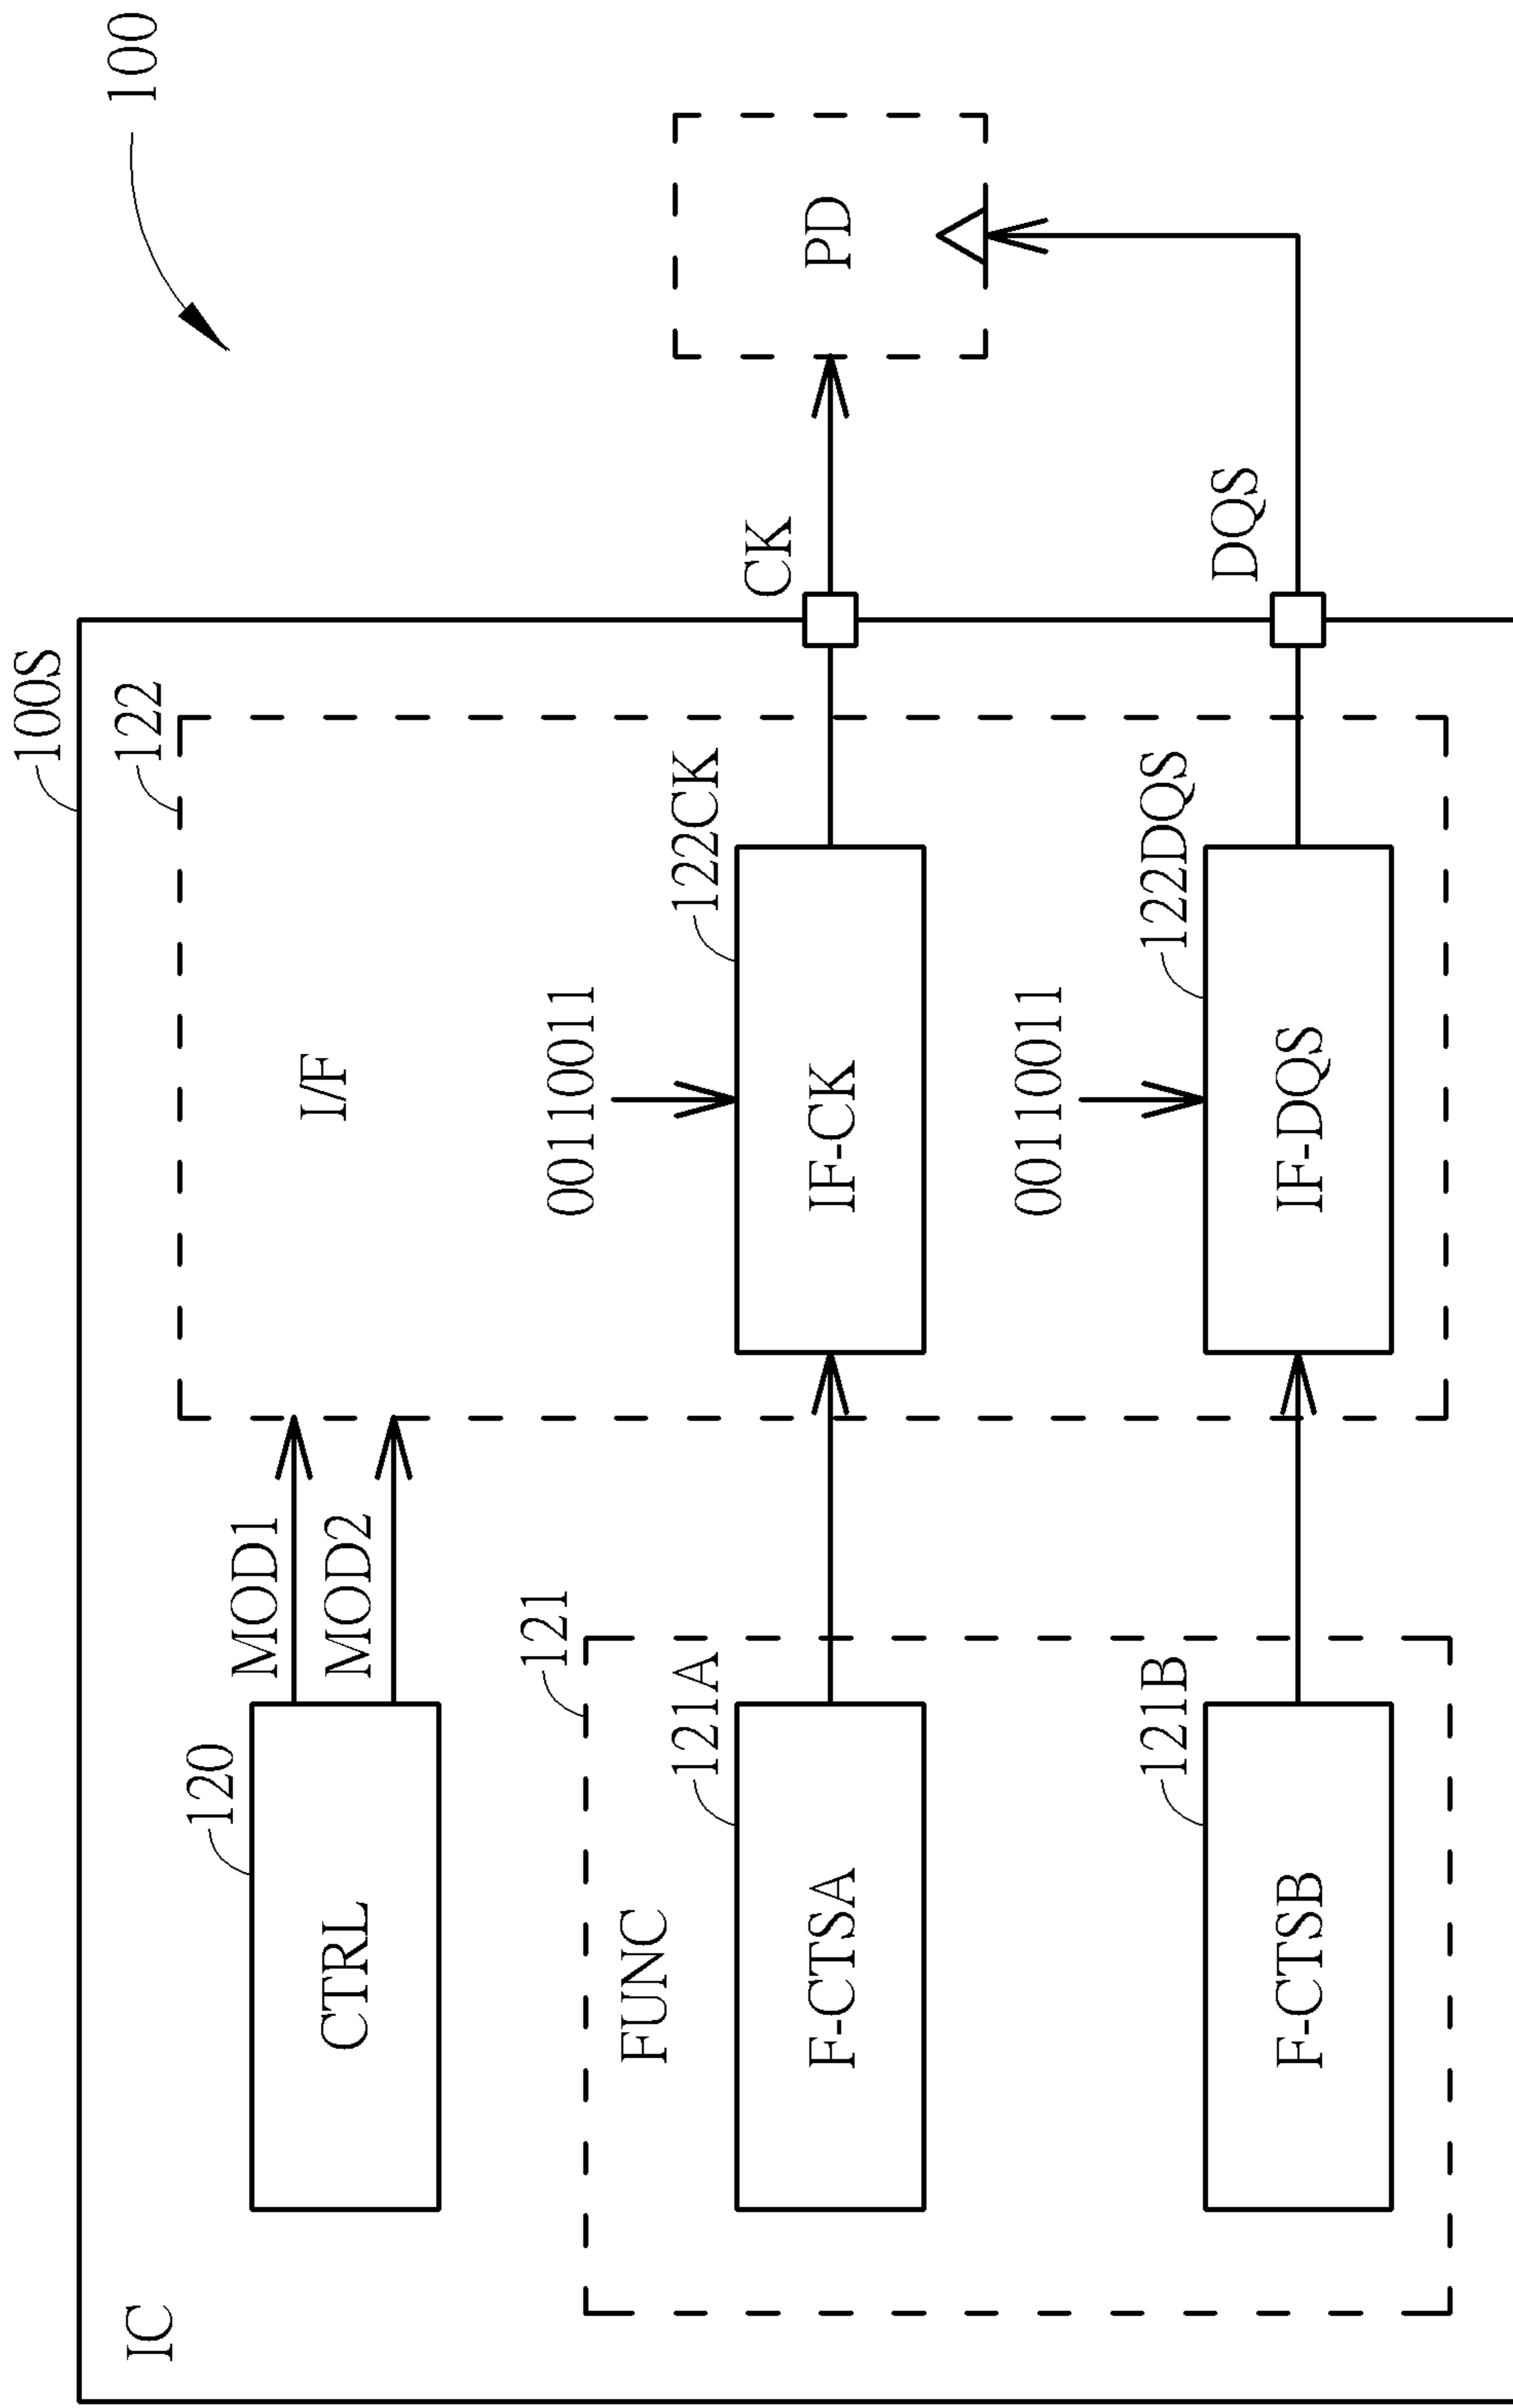 100
100S
IC
122
120
CTRL
MOD1
MOD2
I/F
121
FUNC
121A
F-CTSA
00110011
122CK
IF-CK
CK
PD
121B
F-CTSB
00110011
122DQS
IF-DQS
DQS